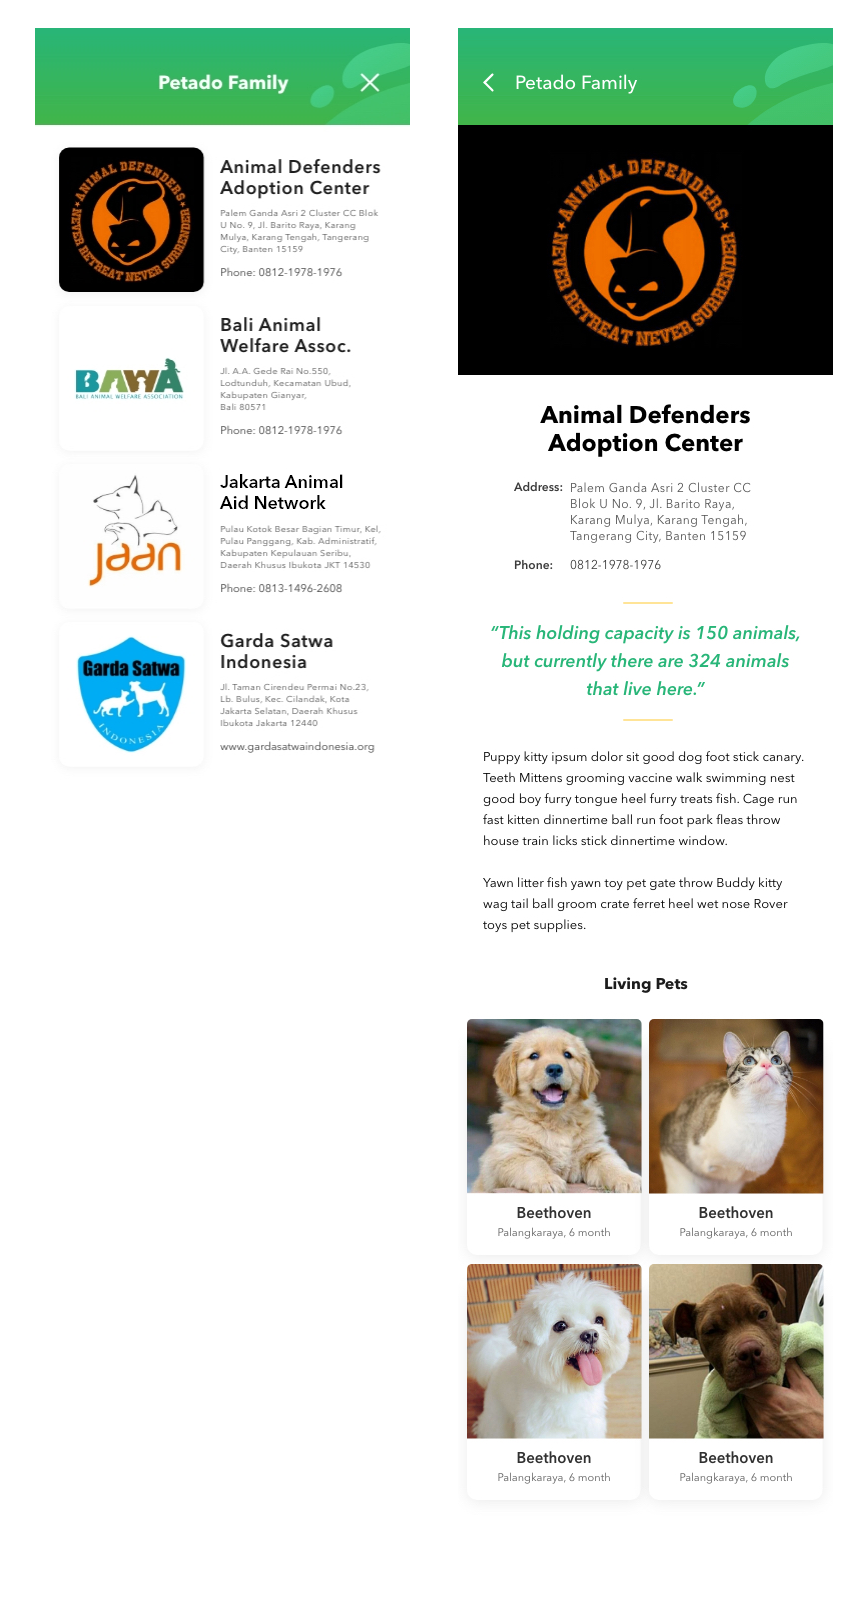 Petado Family
ANIMAL DEFENDERS
NEVER RETREAT NEVER SURRENDER
Animal Defenders
Adoption Center
Palem Ganda Asri 2 Cluster CC Blok
U No. 9, Jl. Barito Raya, Karang
Mulya, Karang Tengah, Tangerang
City, Banten 15159
Phone: 0812-1978-1976
BAWA
BALI ANIMAL WELFARE ASSOCIATION
Bali Animal
Welfare Assoc.
Jl. A.A. Gede Rai No.550,
Lodtunduh, Kecamatan Ubud,
Kabupaten Gianyar,
Bali 80571
Phone: 0812-1978-1976
jaan
Jakarta Animal
Aid Network
Pulau Kotok Besar Bagian Timur, Kel,
Pulau Panggang, Kab. Administratif,
Kabupaten Kepulauan Seribu,
Daerah Khusus Ibukota JKT 14530
Phone: 0813-1496-2608
Garda Satwa
INDONESIA
Garda Satwa
Indonesia
Jl. Taman Cirendeu Permai No.23,
Lb. Bulus, Kec. Cilandak, Kota
Jakarta Selatan, Daerah Khusus
Ibukota Jakarta 12440
www.gardasatwaindonesia.org
Petado Family
ANIMAL DEFENDERS
NEVER RETREAT NEVER SURRENDER
Animal Defenders
Adoption Center
Address: Palem Ganda Asri 2 Cluster CC
Blok U No. 9, Jl. Barito Raya,
Karang Mulya, Karang Tengah,
Tangerang City, Banten 15159
Phone: 0812-1978-1976
“This holding capacity is 150 animals,
but currently there are 324 animals
that live here.”
Puppy kitty ipsum dolor sit good dog foot stick canary.
Teeth Mittens grooming vaccine walk swimming nest
good boy furry tongue heel furry treats fish. Cage run
fast kitten dinnertime ball run foot park fleas throw
house train licks stick dinnertime window.
Yawn litter fish yawn toy pet gate throw Buddy kitty
wag tail ball groom crate ferret heel wet nose Rover
toys pet supplies.
Living Pets
Beethoven
Palangkaraya, 6 month
Beethoven
Palangkaraya, 6 month
Beethoven
Palangkaraya, 6 month
Beethoven
Palangkaraya, 6 month